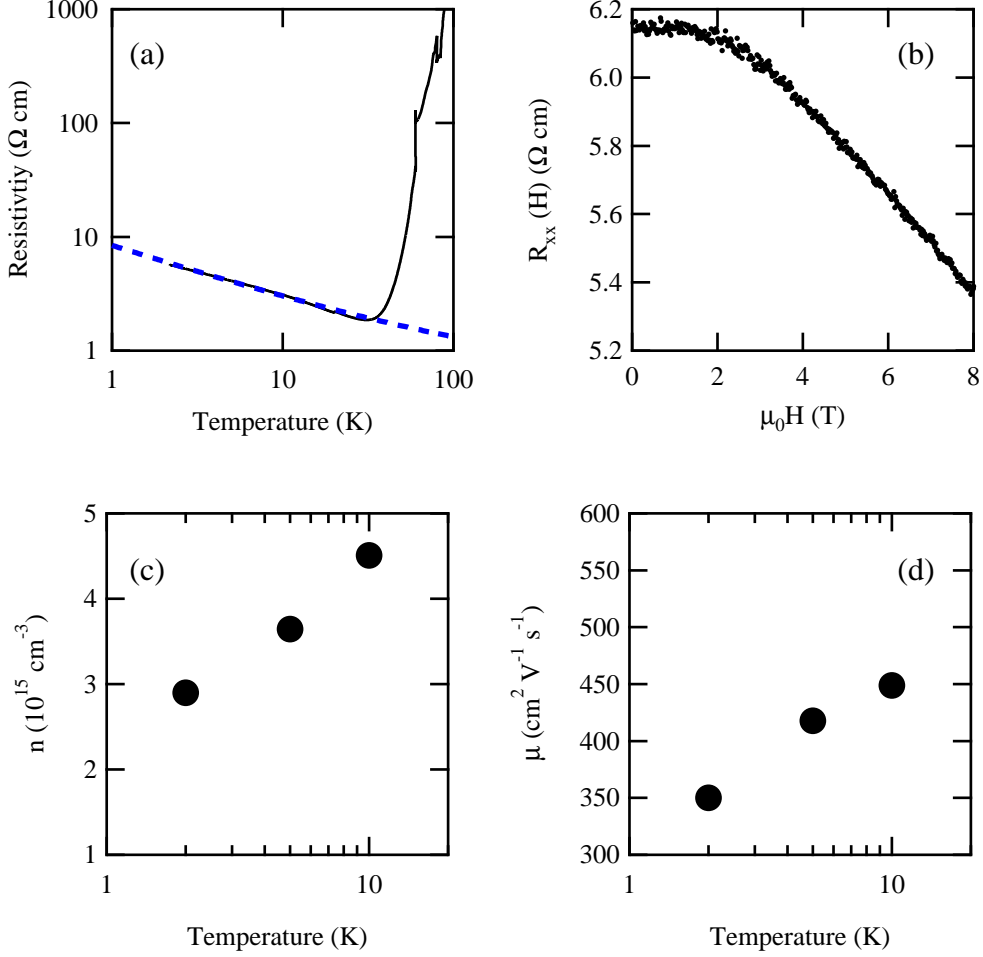 1000
100
10
1
1
10
100
Resistivtiy (Ω cm)
Temperature (K)
(a)
6.2
6.0
5.8
5.6
5.4
5.2
0
2
4
6
8
Rxx (H) (Ω cm)
μ0H (T)
(b)
5
4
3
2
1
1
10
n (10^15 cm^-3)
Temperature (K)
(c)
600
550
500
450
400
350
300
1
10
μ (cm^2 V^-1 s^-1)
Temperature (K)
(d)